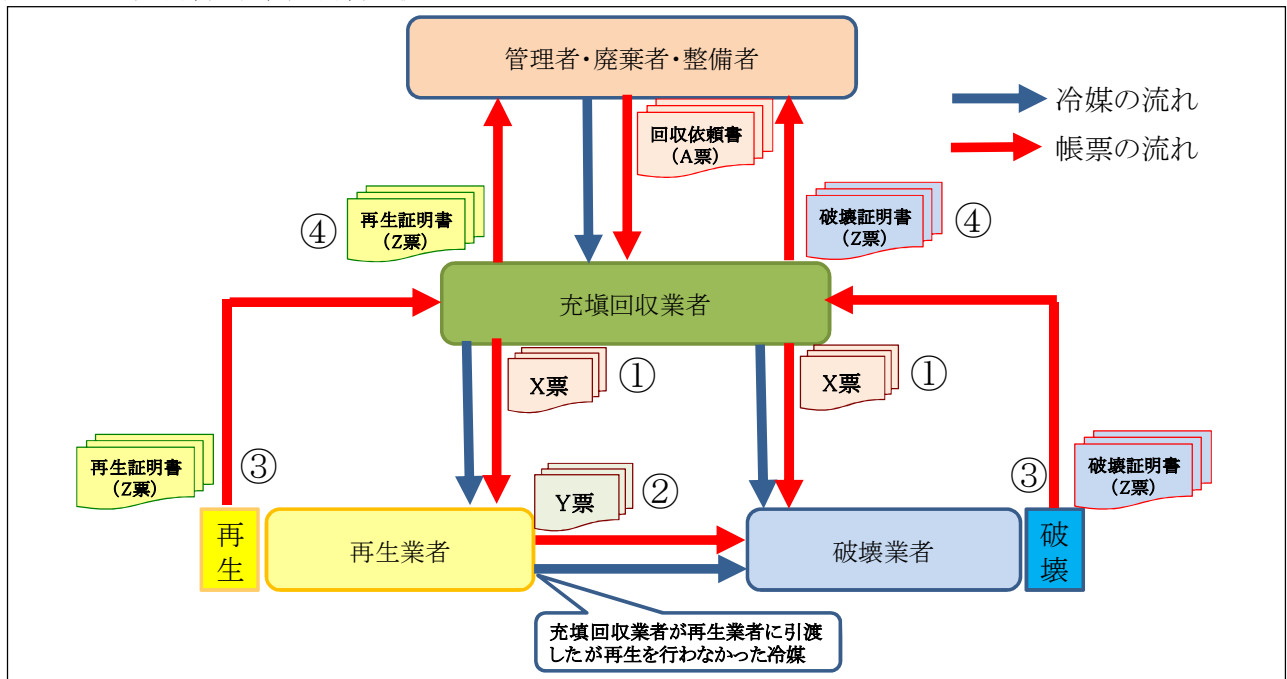 管理者・廃棄者・整備者
冷媒の流れ
帳票の流れ
回収依頼書
(A票)
④
再生証明書
(Z票)
破壊証明書
(Z票)
④
充塡回収業者
X票
①
X票
①
再生証明書
(Z票)
③
Y票
②
③
破壊証明書
(Z票)
再生
再生業者
破壊業者
破壊
充塡回収業者が再生業者に引渡
したが再生を行わなかった冷媒